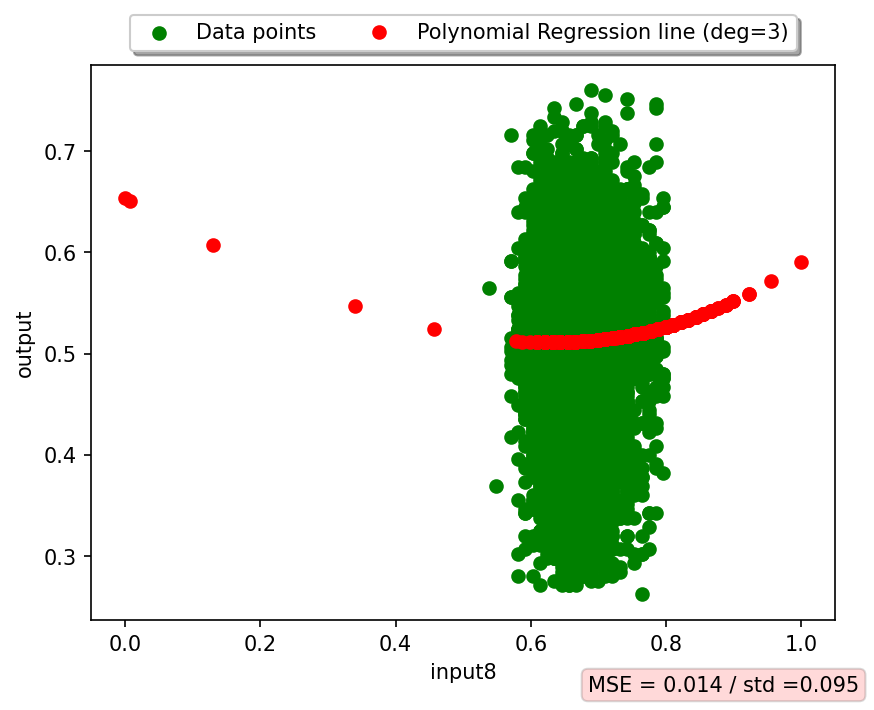 Data points
Polynomial Regression line (deg=3)
output
0.7
0.6
0.5
0.4
0.3
0.0 0.2 0.4 0.6 0.8 1.0
input8
MSE = 0.014 / std =0.095